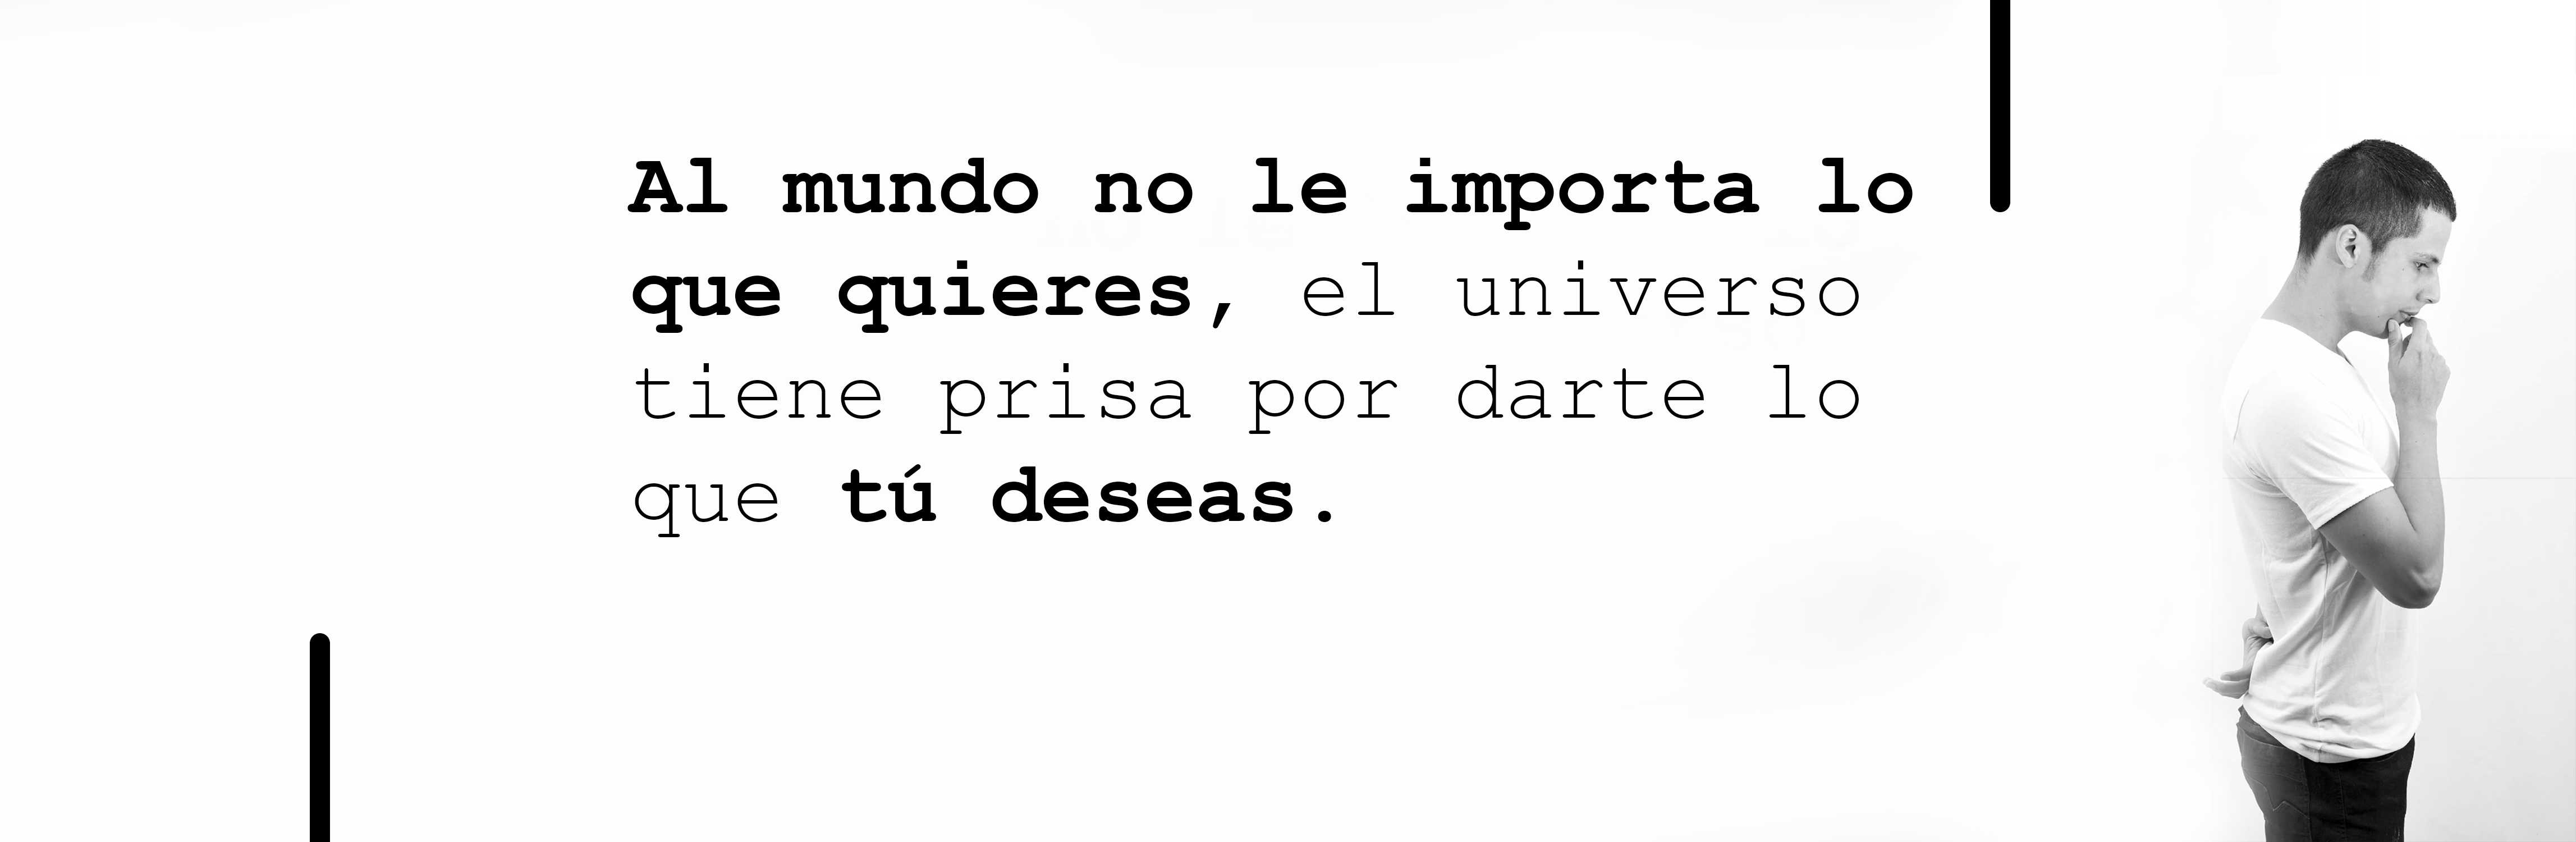 Al mundo no le importa lo
que quieres, el universo
tiene prisa por darte lo
que tú deseas.